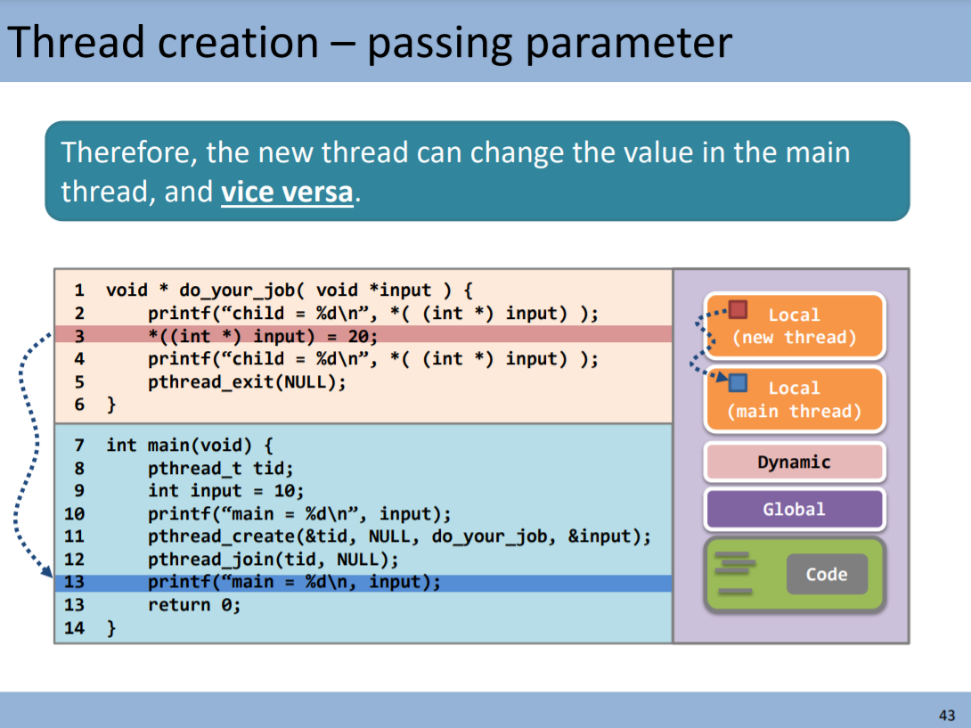 Thread creation – passing parameter
Therefore, the new thread can change the value in the main
thread, and vice versa.
1 void * do_your_job( void *input ) {
2 printf(“child = %d\n”, *( (int *) input) );
3 *((int *) input) = 20;
4 printf(“child = %d\n”, *( (int *) input) );
5 pthread_exit(NULL);
6 }
7 int main(void) {
8 pthread_t tid;
9 int input = 10;
10 printf(“main = %d\n”, input);
11 pthread_create(&tid, NULL, do_your_job, &input);
12 pthread_join(tid, NULL);
13 printf(“main = %d\n, input);
13 return 0;
14 }
Local
(new thread)
Local
(main thread)
Dynamic
Global
Code
43